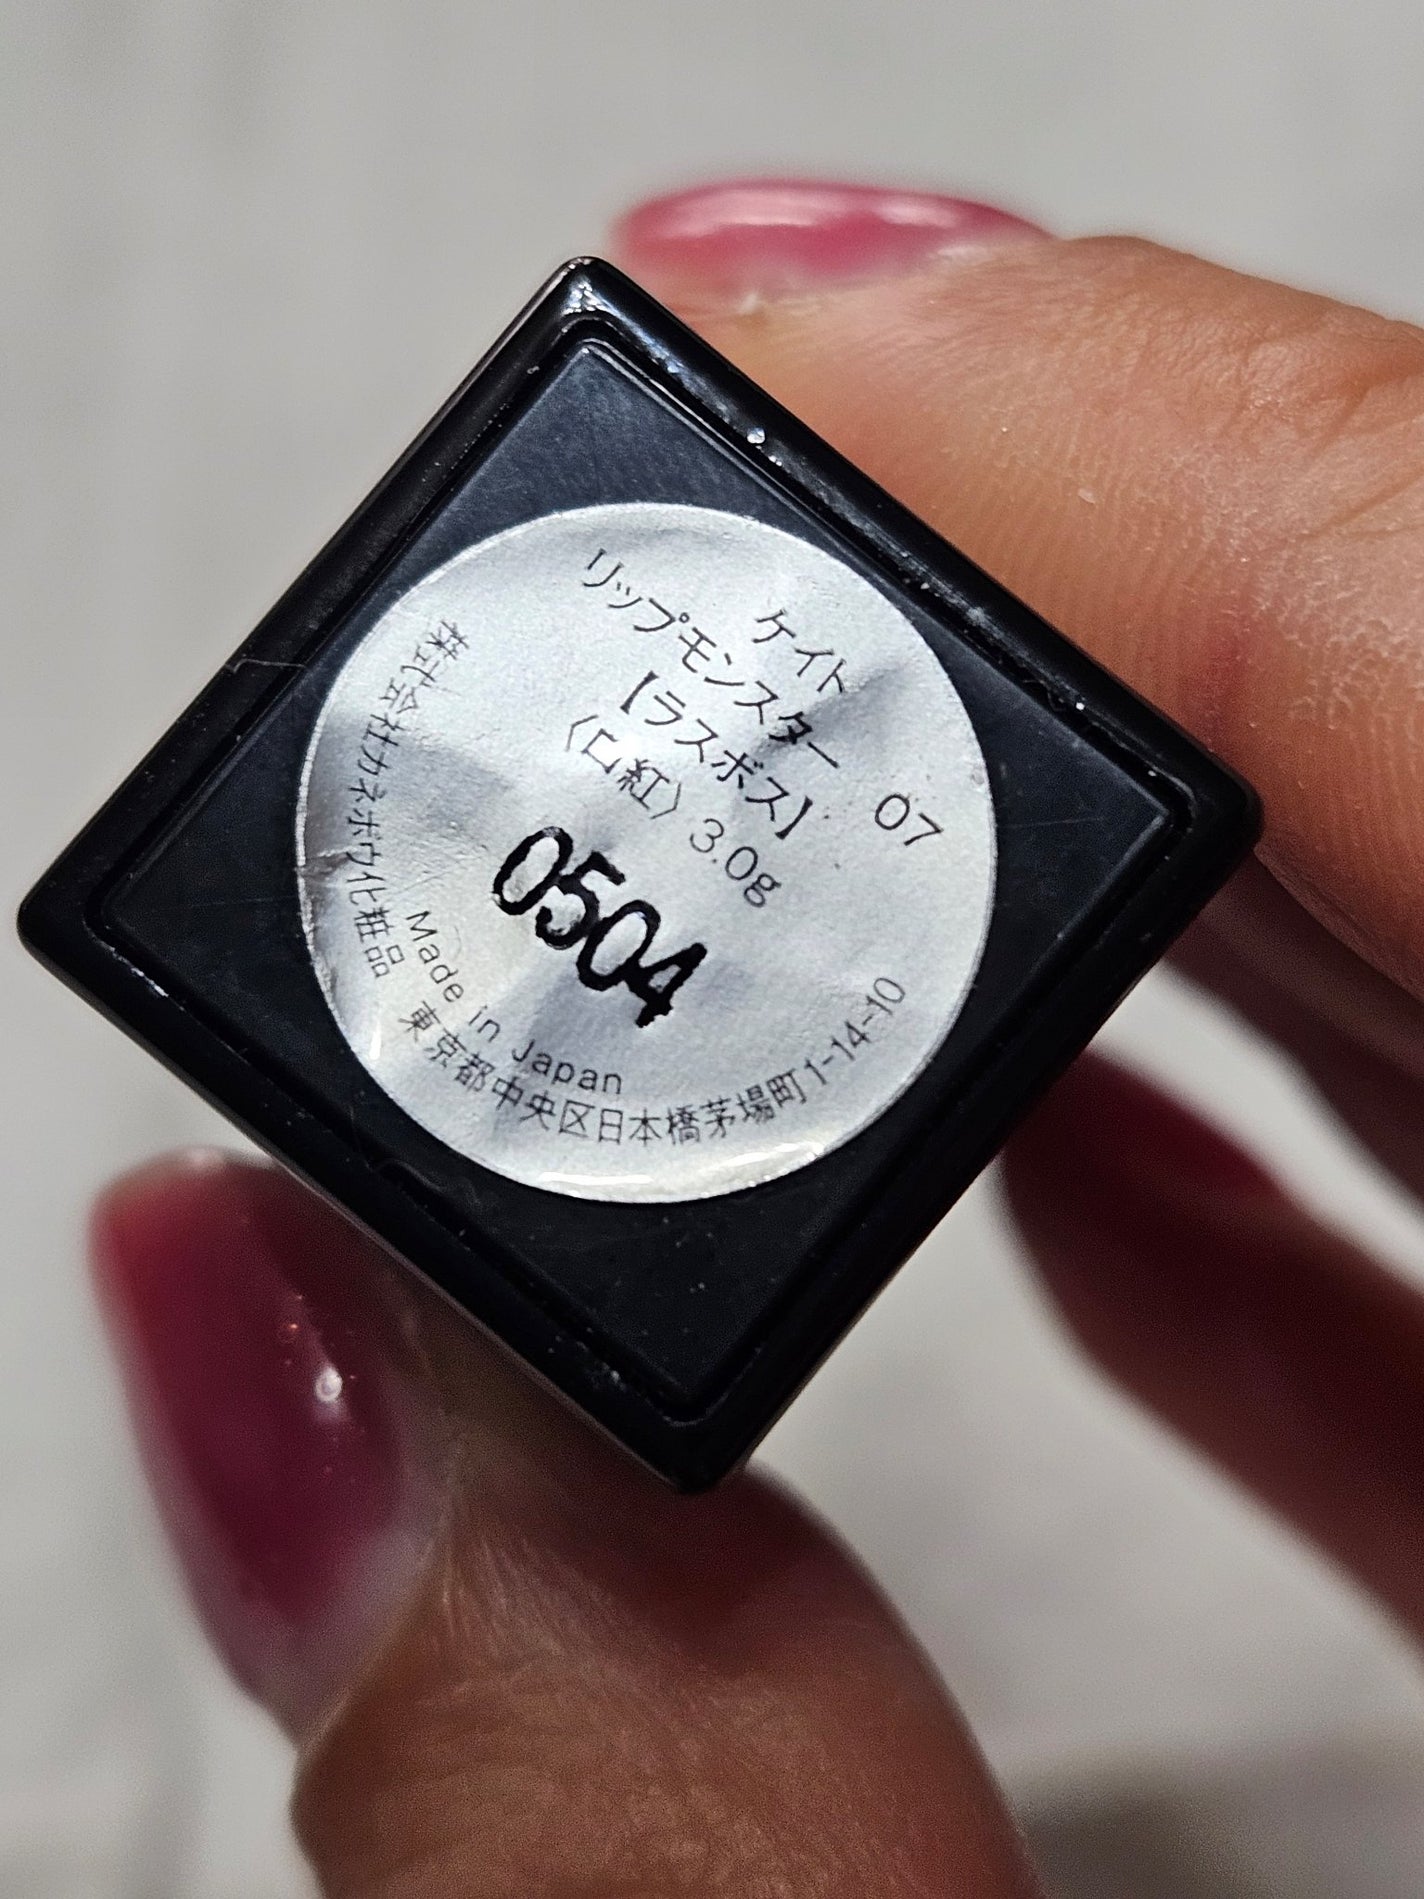 ケイト
リップモンスター 07
【ラスボス】
〈口紅〉3.0g
0504
Made in Japan
株式会社カネボウ化粧品 東京都中央区日本橋茅場町1-14-10